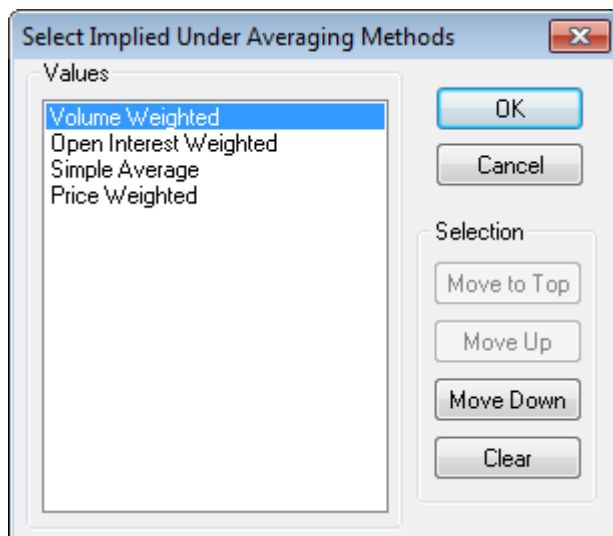 Select Implied Under Averaging Methods
Values
Volume Weighted
Open Interest Weighted
Simple Average
Price Weighted
OK
Cancel
Selection
Move to Top
Move Up
Move Down
Clear